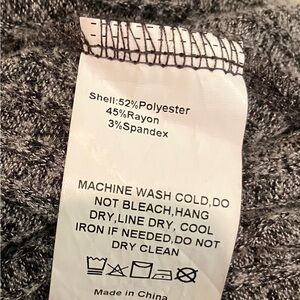 Shell:52%Polyester
45%Rayon
3%Spandex
MACHINE WASH COLD,DO
NOT BLEACH,HANG
DRY,LINE DRY, COOL
IRON IF NEEDED,DO NOT
DRY CLEAN
Made in China